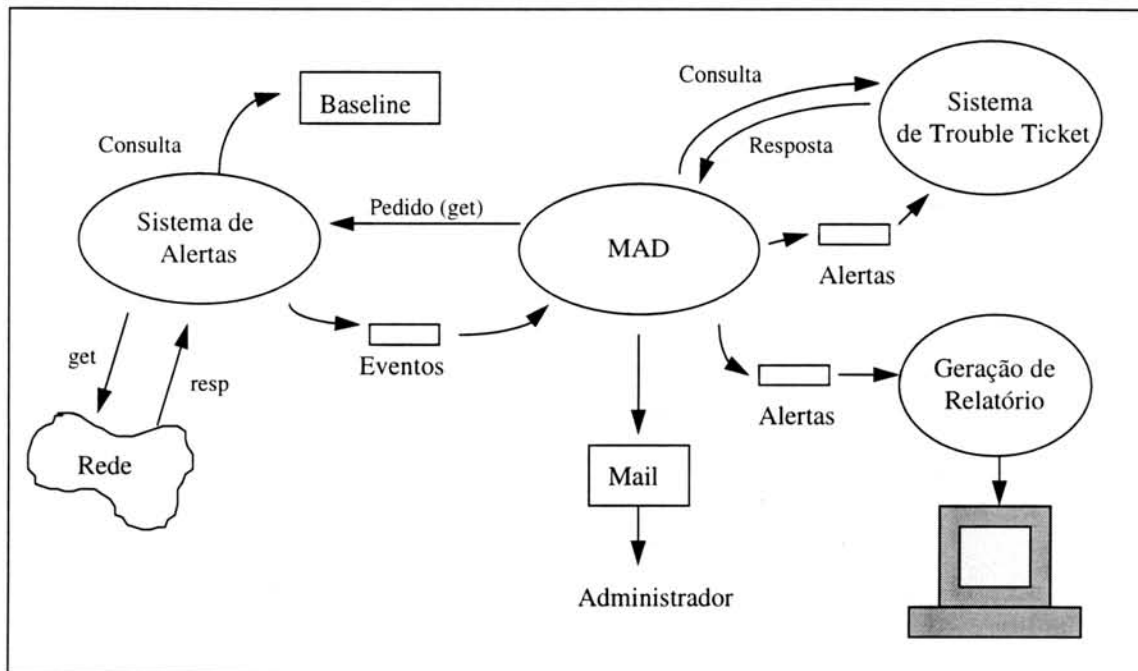 Baseline
Consulta
Sistema de
Alertas
Pedido (get)
get
resp
Rede
Eventos
MAD
Consulta
Resposta
Sistema
de Trouble Ticket
Alertas
Alertas
Geração de
Relatório
Mail
Administrador